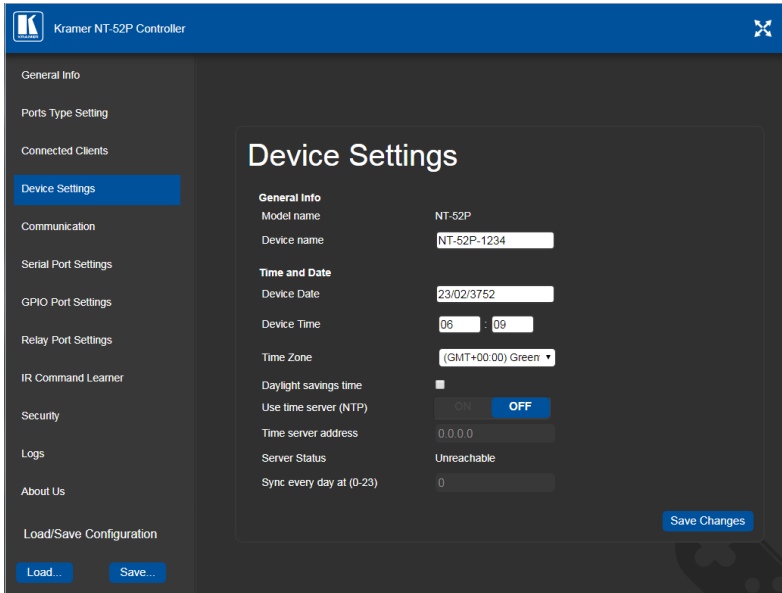 KRAMER
Kramer NT-52P Controller
General Info
Ports Type Setting
Connected Clients
Device Settings
Communication
Serial Port Settings
GPIO Port Settings
Relay Port Settings
IR Command Learner
Security
Logs
About Us
Load/Save Configuration
Load... Save...
Device Settings
General Info
Model name NT-52P
Device name NT-52P-1234
Time and Date
Device Date 23/02/3752
Device Time 06 : 09
Time Zone (GMT+00:00) Green
Daylight savings time
Use time server (NTP) ON OFF
Time server address 0.0.0.0
Server Status Unreachable
Sync every day at (0-23) 0
Save Changes